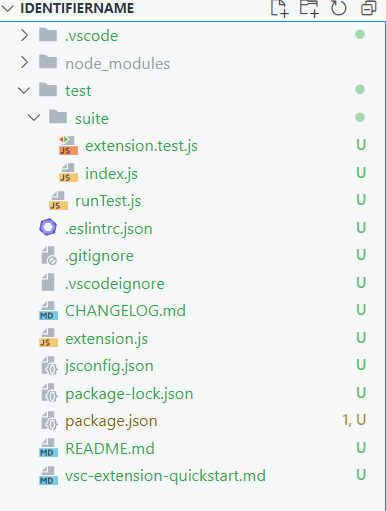 IDENTIFIERNAME
.vscode
node_modules
test
suite
JS extension.test.js U
JS index.js U
JS runTest.js U
.eslintrc.json U
.gitignore U
.vscodeignore U
MD CHANGELOG.md U
JS extension.js U
jsconfig.json U
package-lock.json U
package.json 1, U
MD README.md U
MD vsc-extension-quickstart.md U